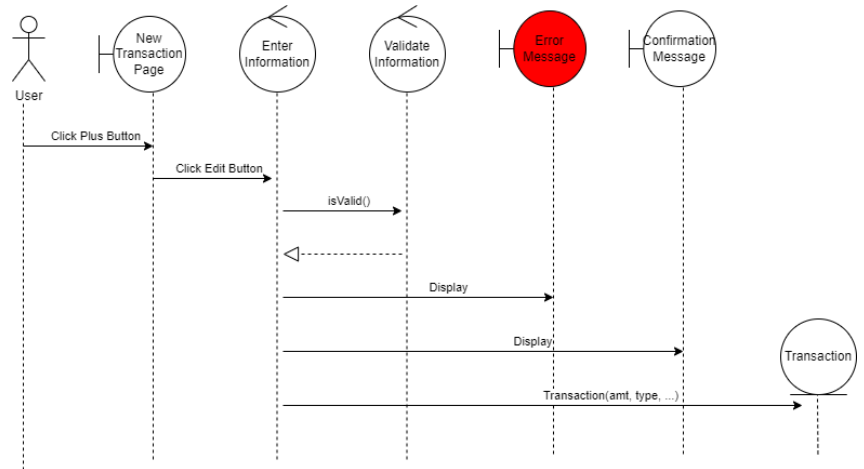 New
Transaction
Page
Enter
Information
Validate
Information
Error
Message
Confirmation
Message
User
Click Plus Button
Click Edit Button
isValid()
Display
Display
Transaction
Transaction(amt, type, ...)